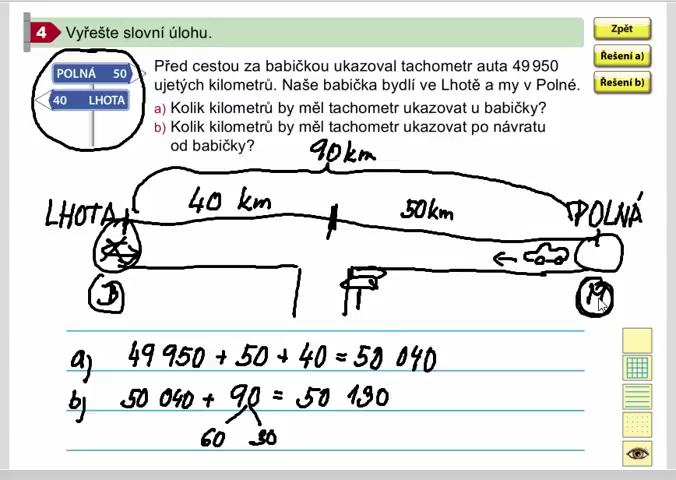 4 Vyřešte slovní úlohu.
Zpět
Řešení a)
Řešení b)
POLNÁ 50
40 LHOTA
Před cestou za babičkou ukazoval tachometr auta 49 950
ujetých kilometrů. Naše babička bydlí ve Lhotě a my v Polné.
a) Kolik kilometrů by měl tachometr ukazovat u babičky?
b) Kolik kilometrů by měl tachometr ukazovat po návratu
od babičky?
90 km
LHOTA 40 km 50 km POLNÁ
B M
a) 49 950 + 50 + 40 = 50 040
b) 50 040 + 90 = 50 130
60 30